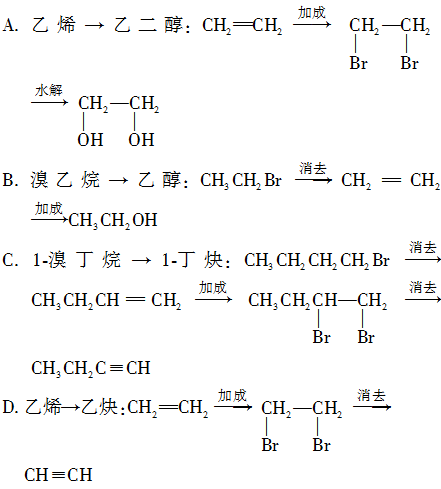 A. 乙烯→乙二醇：CH₂═CH₂ 加成→ CH₂—CH₂
Br Br
水解→ CH₂—CH₂
OH OH
B. 溴乙烷→乙醇：CH₃CH₂Br 消去→ CH₂═CH₂
加成→CH₃CH₂OH
C. 1-溴丁烷→1-丁炔：CH₃CH₂CH₂CH₂Br 消去→
CH₃CH₂CH═CH₂ 加成→ CH₃CH₂CH—CH₂ 消去→
Br Br
CH₃CH₂C≡CH
D. 乙烯→乙炔：CH₂═CH₂ 加成→ CH₂—CH₂ 消去→
Br Br
CH≡CH